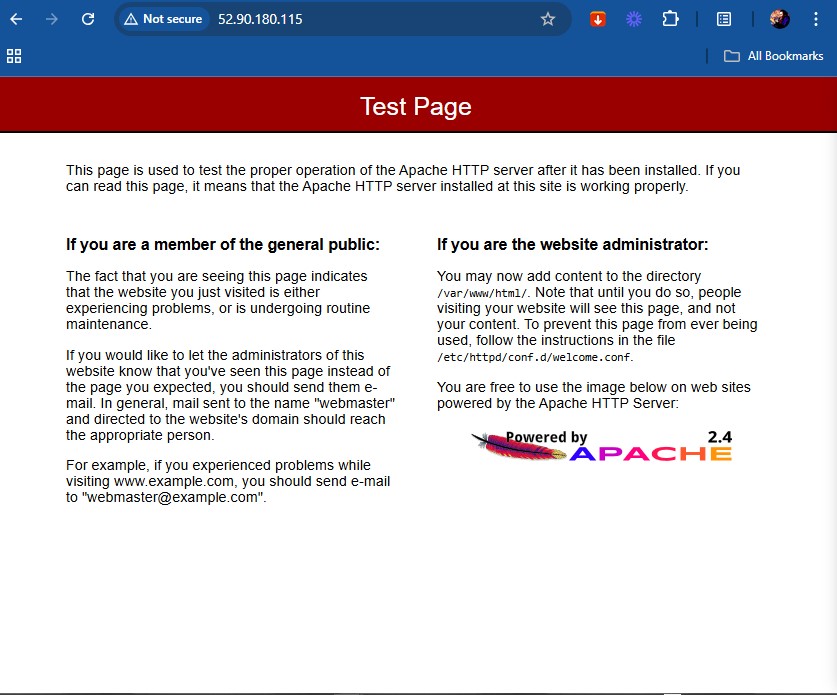 Not secure
52.90.180.115
All Bookmarks
Test Page
This page is used to test the proper operation of the Apache HTTP server after it has been installed. If you
can read this page, it means that the Apache HTTP server installed at this site is working properly.
If you are a member of the general public:
The fact that you are seeing this page indicates
that the website you just visited is either
experiencing problems, or is undergoing routine
maintenance.
If you would like to let the administrators of this
website know that you've seen this page instead of
the page you expected, you should send them e-
mail. In general, mail sent to the name "webmaster"
and directed to the website's domain should reach
the appropriate person.
For example, if you experienced problems while
visiting www.example.com, you should send e-mail
to "webmaster@example.com".
If you are the website administrator:
You may now add content to the directory
/var/www/html/. Note that until you do so, people
visiting your website will see this page, and not
your content. To prevent this page from ever being
used, follow the instructions in the file
/etc/httpd/conf.d/welcome.conf.
You are free to use the image below on web sites
powered by the Apache HTTP Server:
Powered by 2.4
APACHE